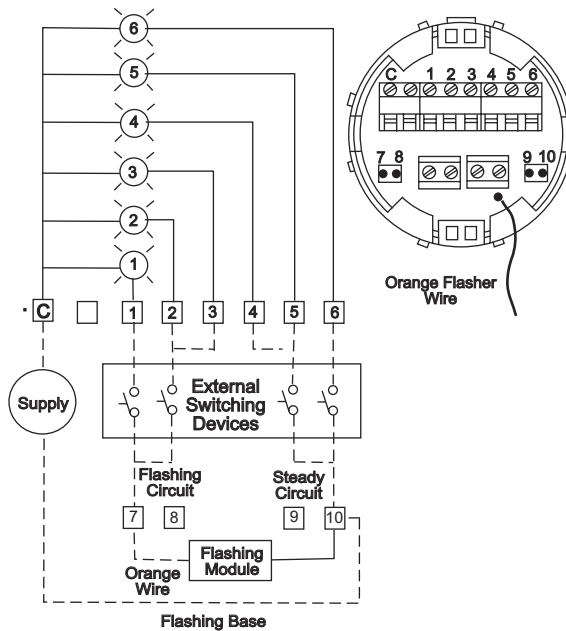 6
5
4
3
2
1
C 1 2 3 4 5 6
7 8
9 10
Orange Flasher
Wire
C 1 2 3 4 5 6
Supply
External
Switching
Devices
Flashing
Circuit
Steady
Circuit
7 8 9 10
Flashing
Module
Orange
Wire
Flashing Base